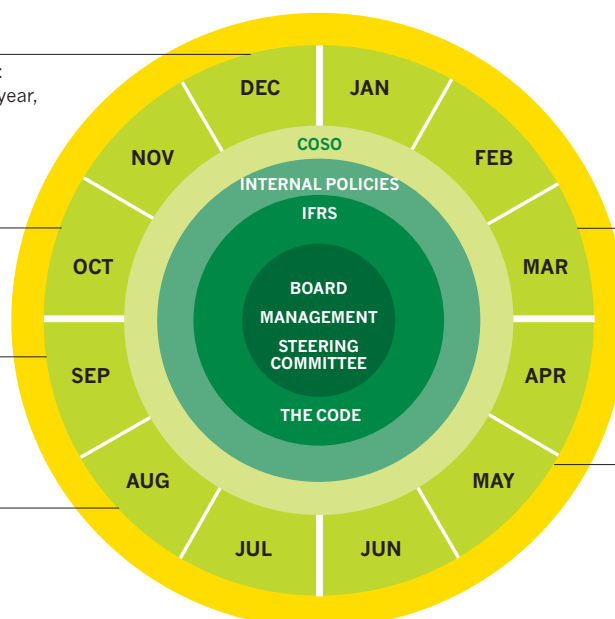 :
year,
DEC
JAN
NOV
FEB
COSO
INTERNAL POLICIES
IFRS
OCT
MAR
BOARD
MANAGEMENT
STEERING
COMMITTEE
SEP
APR
THE CODE
AUG
MAY
JUL
JUN